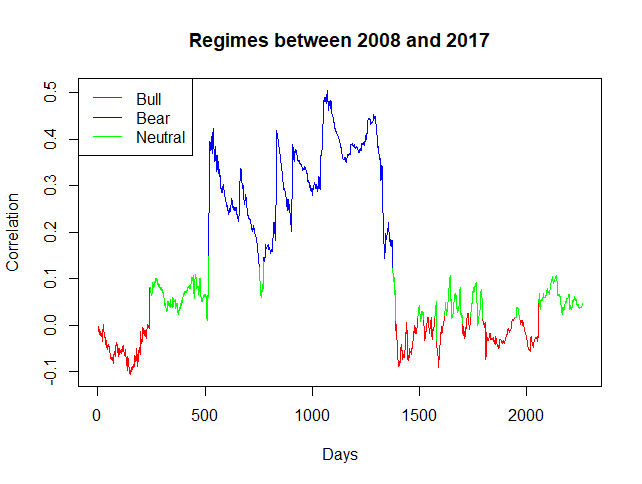 Regimes between 2008 and 2017
Bull
Bear
Neutral
Correlation
0.5
0.4
0.3
0.2
0.1
0.0
-0.1
0
500
1000
1500
2000
Days